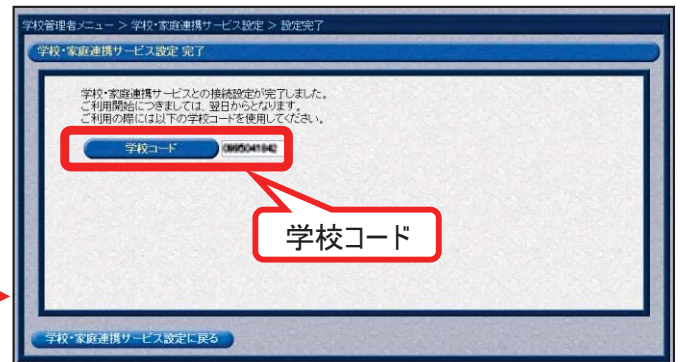 学校管理者メニュー > 学校・家庭連携サービス設定 > 設定完了
学校・家庭連携サービス設定 完了
学校・家庭連携サービスとの接続設定が完了しました。
ご利用開始につきましては、翌日からとなります。
ご利用の際には以下の学校コードを使用してください。
学校コード
学校コード
学校・家庭連携サービス設定に戻る